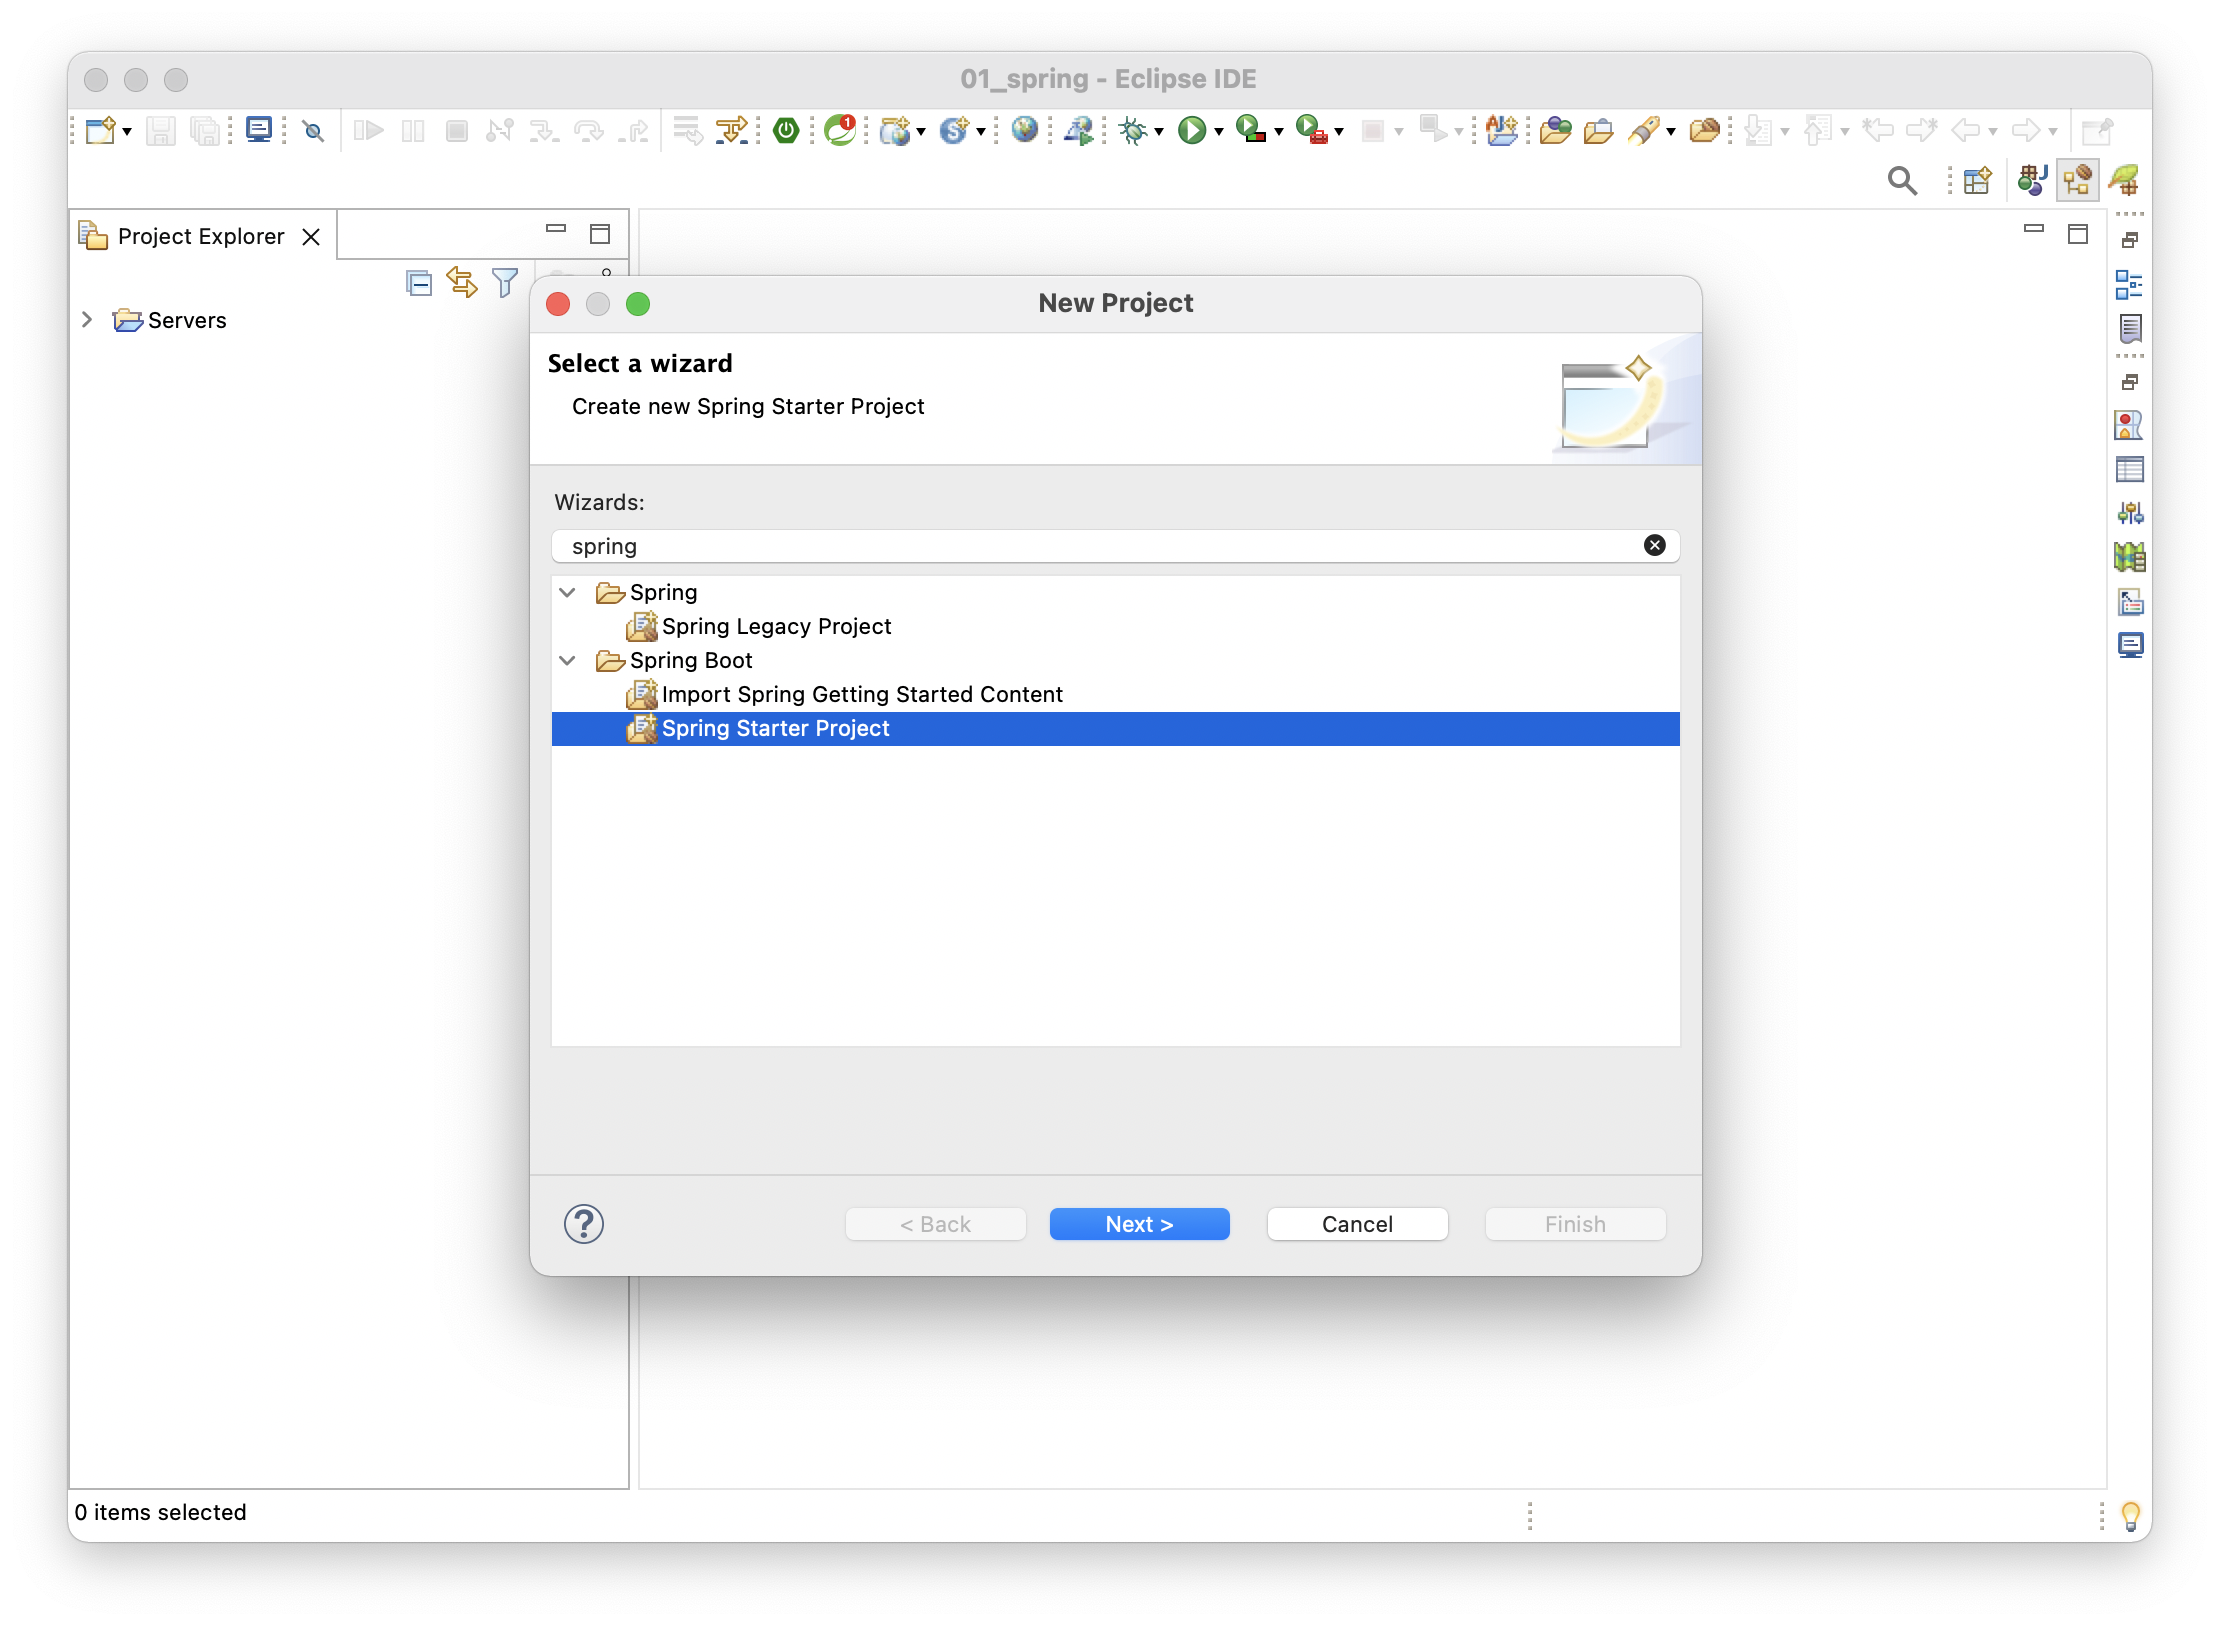 01_spring - Eclipse IDE
1
Project Explorer
Servers
New Project
Select a wizard
Create new Spring Starter Project
Wizards:
spring
Spring
Spring Legacy Project
Spring Boot
Import Spring Getting Started Content
Spring Starter Project
?
< Back
Next >
Cancel
Finish
0 items selected